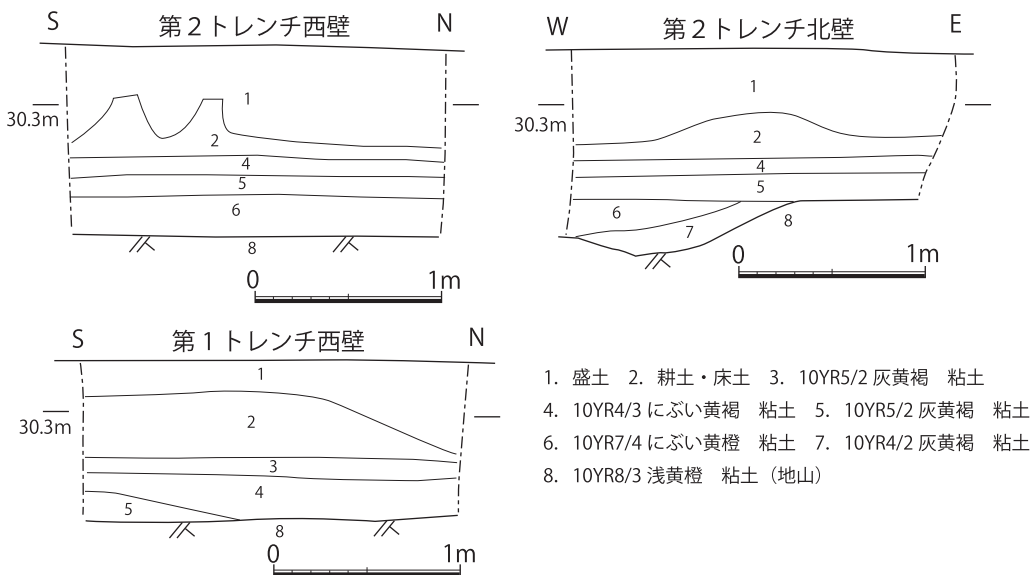 S 第2トレンチ西壁 N
30.3m
1
2
4
5
6
8
0 1m
W 第2トレンチ北壁 E
30.3m
1
2
4
5
6
7
8
0 1m
S 第1トレンチ西壁 N
30.3m
1
2
3
4
5
8
0 1m
1. 盛土 2. 耕土・床土 3. 10YR5/2 灰黄褐 粘土
4. 10YR4/3 にぶい黄褐 粘土 5. 10YR5/2 灰黄褐 粘土
6. 10YR7/4 にぶい黄橙 粘土 7. 10YR4/2 灰黄褐 粘土
8. 10YR8/3 浅黄橙 粘土（地山）